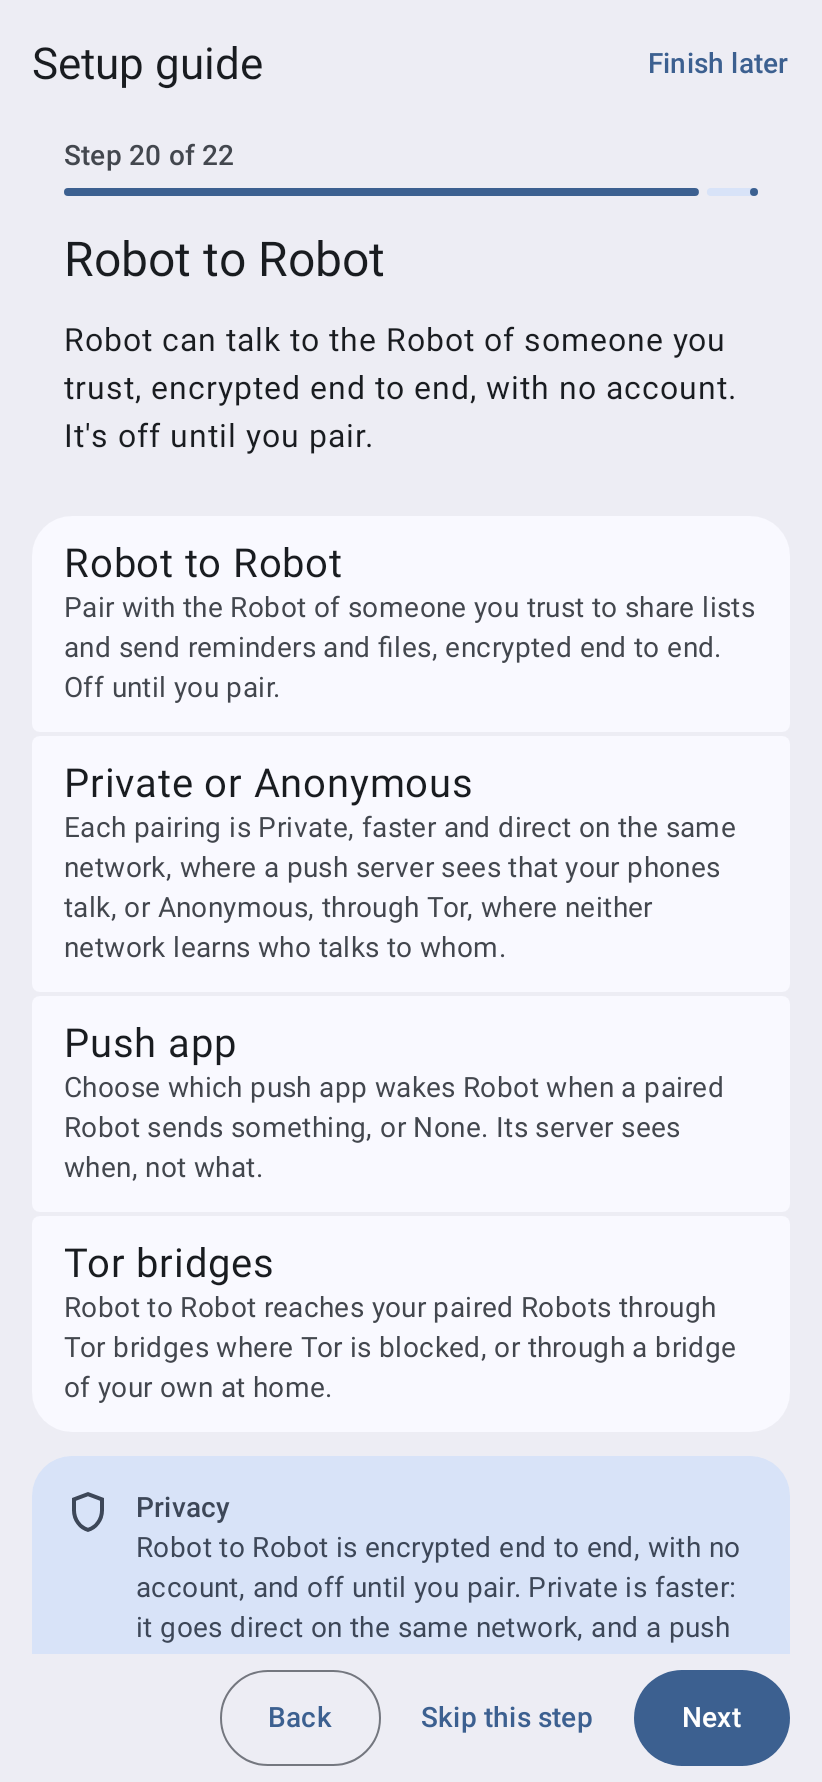 Setup guide
Finish later
Step 20 of 22
Robot to Robot
Robot can talk to the Robot of someone you
trust, encrypted end to end, with no account.
It's off until you pair.
Robot to Robot
Pair with the Robot of someone you trust to share lists
and send reminders and files, encrypted end to end.
Off until you pair.
Private or Anonymous
Each pairing is Private, faster and direct on the same
network, where a push server sees that your phones
talk, or Anonymous, through Tor, where neither
network learns who talks to whom.
Push app
Choose which push app wakes Robot when a paired
Robot sends something, or None. Its server sees
when, not what.
Tor bridges
Robot to Robot reaches your paired Robots through
Tor bridges where Tor is blocked, or through a bridge
of your own at home.
Privacy
Robot to Robot is encrypted end to end, with no
account, and off until you pair. Private is faster:
it goes direct on the same network, and a push
Back
Skip this step
Next